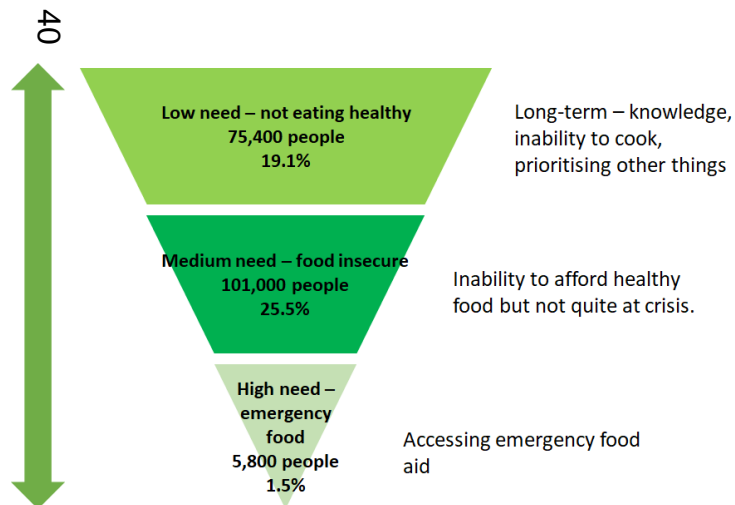 40
Low need – not eating healthy
75,400 people
19.1%
Long-term – knowledge,
inability to cook,
prioritising other things
Medium need – food insecure
101,000 people
25.5%
Inability to afford healthy
food but not quite at crisis.
High need –
emergency
food
5,800 people
1.5%
Accessing emergency food
aid